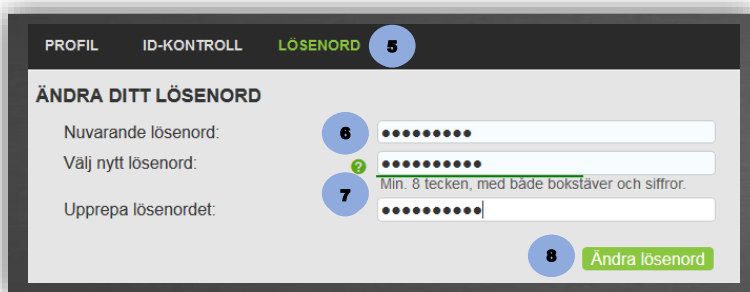 PROFIL ID-KONTROLL LÖSENORD 5
ÄNDRA DITT LÖSENORD
Nuvarande lösenord: 6 ●●●●●●●●●
Välj nytt lösenord: ? ●●●●●●●●●●
Min. 8 tecken, med både bokstäver och siffror.
7
Upprepa lösenordet: ●●●●●●●●●●
8 Ändra lösenord